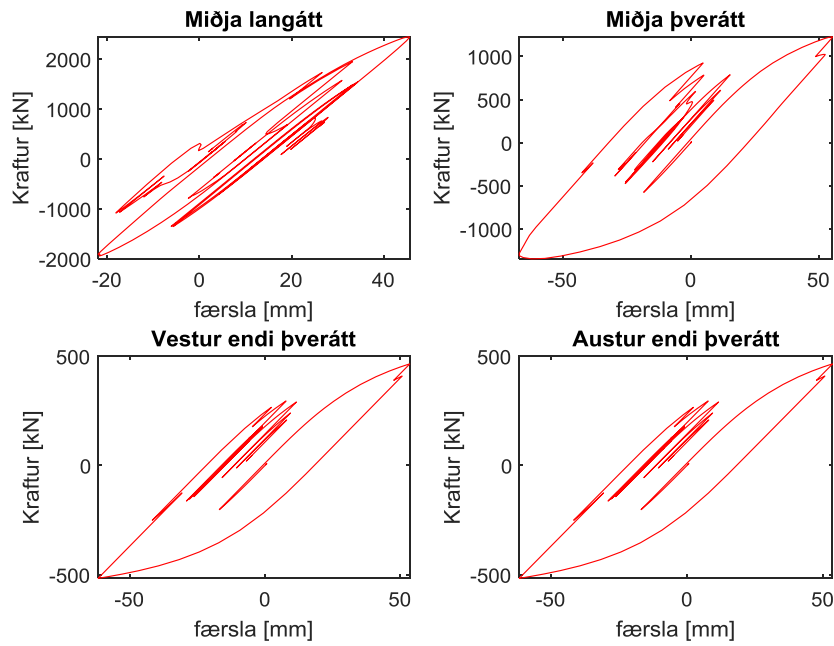 Miðja langátt
Kraftur [kN]
2000
1000
0
-1000
-2000
-20 0 20 40
færsla [mm]
Miðja þverátt
Kraftur [kN]
1000
500
0
-500
-1000
-50 0 50
færsla [mm]
Vestur endi þverátt
Kraftur [kN]
500
0
-500
-50 0 50
færsla [mm]
Austur endi þverátt
Kraftur [kN]
500
0
-500
-50 0 50
færsla [mm]